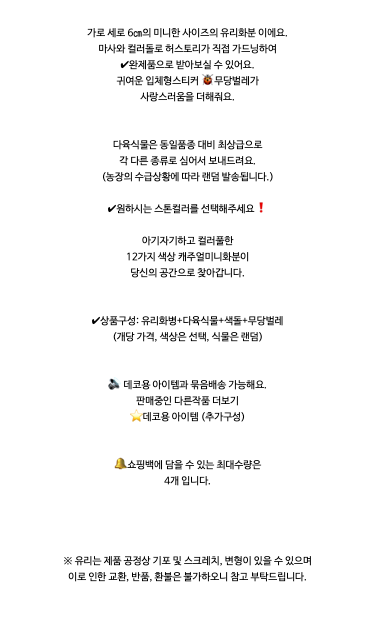 가로 세로 6㎝의 미니한 사이즈의 유리화분 이에요.
마사와 컬러돌로 허스토리가 직접 가드닝하여
✔완제품으로 받아보실 수 있어요.
귀여운 입체형스티커 🐞무당벌레가
사랑스러움을 더해줘요.
다육식물은 동일품종 대비 최상급으로
각 다른 종류로 심어서 보내드려요.
(농장의 수급상황에 따라 랜덤 발송됩니다.)
✔원하시는 스톤컬러를 선택해주세요❗
아기자기하고 컬러풀한
12가지 색상 캐주얼미니화분이
당신의 공간으로 찾아갑니다.
✔상품구성: 유리화병+다육식물+색돌+무당벌레
(개당 가격, 색상은 선택, 식물은 랜덤)
🔈 데코용 아이템과 묶음배송 가능해요.
판매중인 다른작품 더보기
⭐데코용 아이템 (추가구성)
🔔쇼핑백에 담을 수 있는 최대수량은
4개 입니다.
※ 유리는 제품 공정상 기포 및 스크레치, 변형이 있을 수 있으며
이로 인한 교환, 반품, 환불은 불가하오니 참고 부탁드립니다.